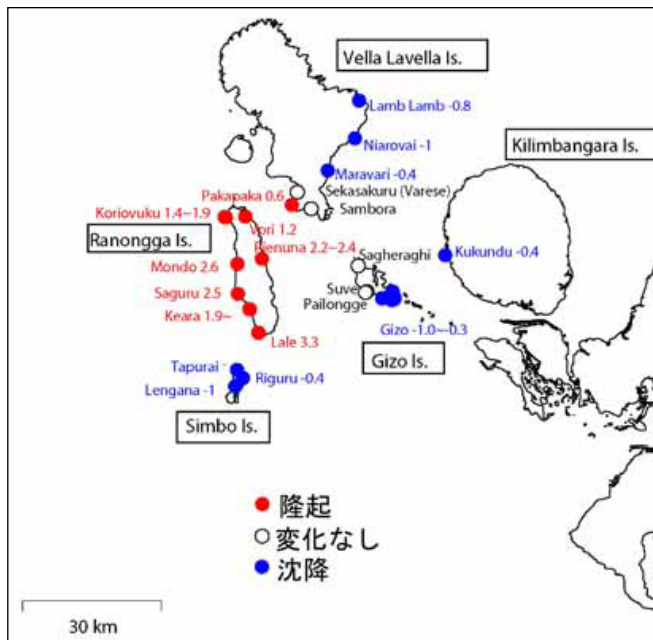 Vella Lavella Is.
Lamb Lamb -0.8
Niarovai -1
Kilimbangara Is.
Maravari -0.4
Sekasakuru (Varese)
Pakapaka 0.6
Sambora
Koriovuku 1.4~1.9
Vori 1.2
Ranongga Is.
Pienuna 2.2~2.4
Sagheraghi
Kukundu -0.4
Mondo 2.6
Suve
Saguru 2.5
Pailongge
Keara 1.9~
Gizo -1.0~-0.3
Lale 3.3
Gizo Is.
Tapurai -
Riguru -0.4
Lengana -1
Simbo Is.
隆起
変化なし
沈降
30 km